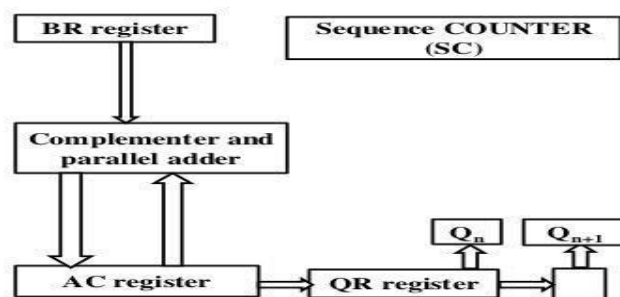 BR register
Sequence COUNTER
(SC)
Complementer and
parallel adder
Qn
Qn+1
AC register
QR register